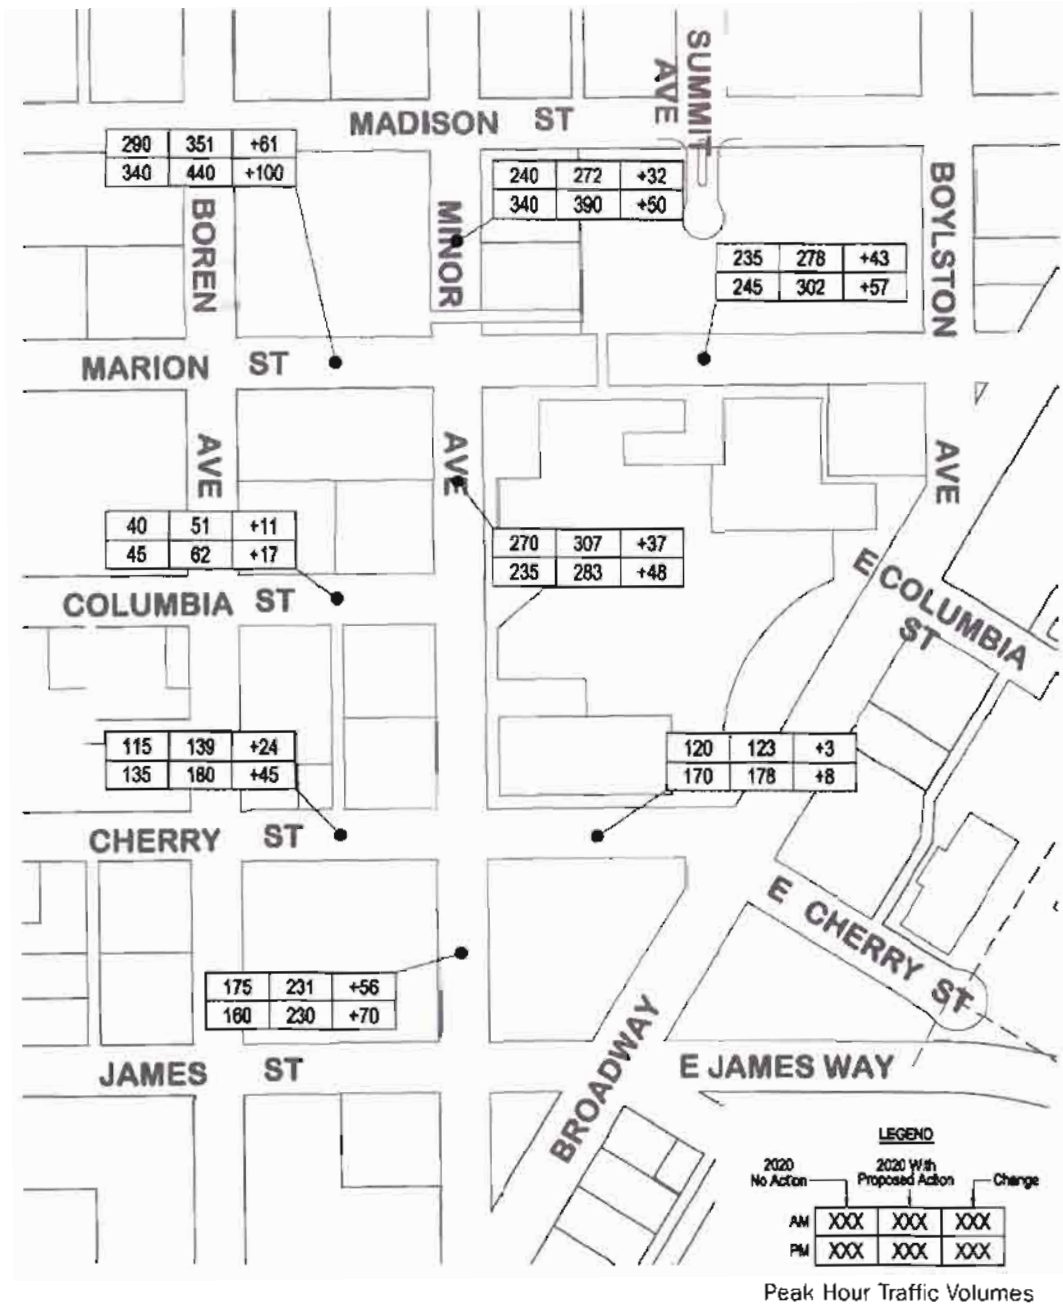 SUMMIT
AVE
MADISON ST
290 351 +61
340 440 +100
240 272 +32
340 390 +50
BOREN
MINOR
BOYLSTON
235 278 +43
245 302 +57
MARION ST
AVE
AVE
AVE
40 51 +11
45 62 +17
270 307 +37
235 283 +48
COLUMBIA ST
E COLUMBIA
ST
115 139 +24
135 180 +45
120 123 +3
170 178 +8
CHERRY ST
E CHERRY ST
175 231 +56
160 230 +70
BROADWAY
JAMES ST
E JAMES WAY
LEGEND
2020
No Action
2020 With
Proposed Action
Change
AM XXX XXX XXX
PM XXX XXX XXX
Peak Hour Traffic Volumes